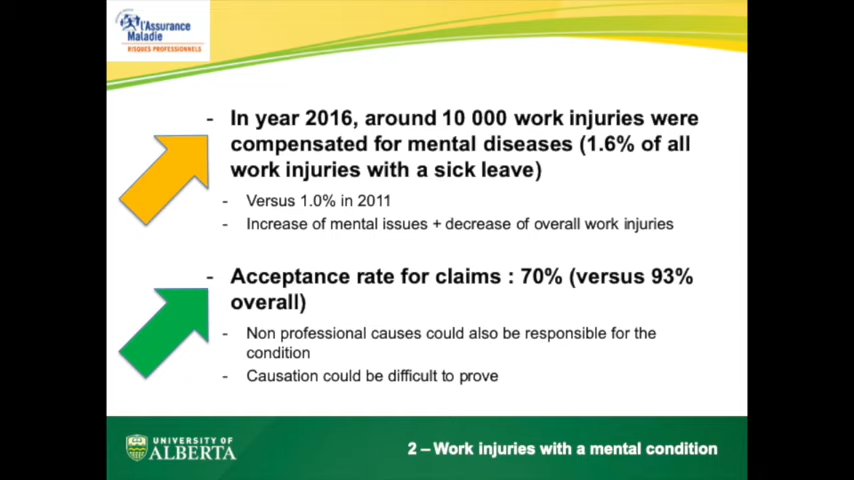 l'Assurance
Maladie
RISQUES PROFESSIONNELS
- In year 2016, around 10 000 work injuries were
compensated for mental diseases (1.6% of all
work injuries with a sick leave)
- Versus 1.0% in 2011
- Increase of mental issues + decrease of overall work injuries
- Acceptance rate for claims : 70% (versus 93%
overall)
- Non professional causes could also be responsible for the
condition
- Causation could be difficult to prove
UNIVERSITY OF
ALBERTA
2 – Work injuries with a mental condition